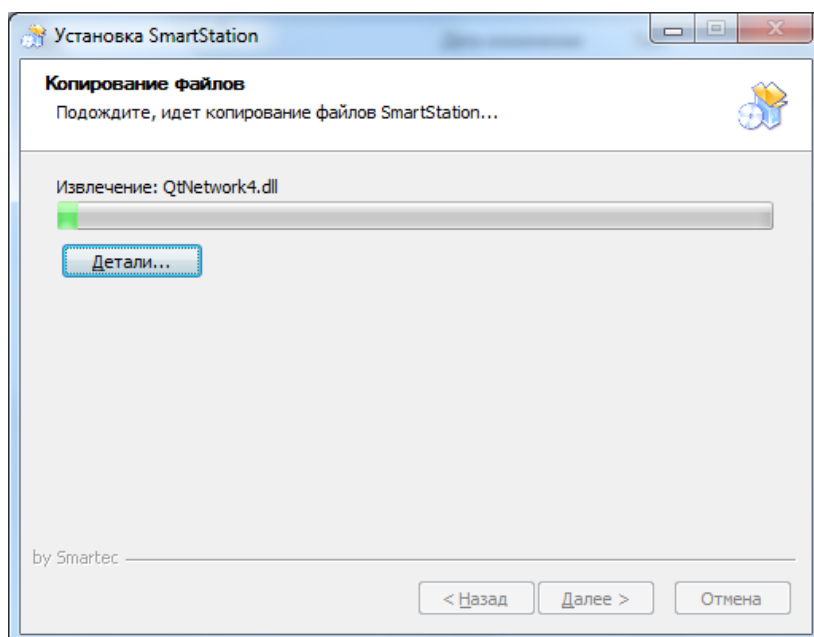 Установка SmartStation
Копирование файлов
Подождите, идет копирование файлов SmartStation...
Извлечение: QtNetwork4.dll
Детали...
by Smartec
< Назад
Далее >
Отмена